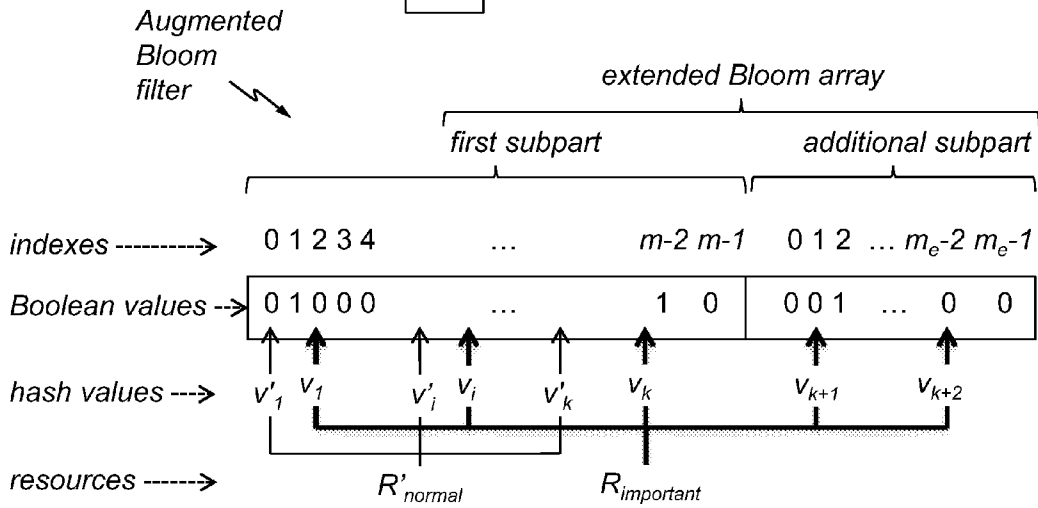 Augmented
Bloom
filter
extended Bloom array
first subpart additional subpart
indexes 0 1 2 3 4 ... m-2 m-1 0 1 2 ... mₑ-2 mₑ-1
Boolean values 0 1 0 0 0 ... 1 0 0 0 1 ... 0 0
hash values v'₁ v₁ v'ᵢ vᵢ v'ₖ vₖ vₖ₊₁ vₖ₊₂
resources R'normal Rimportant